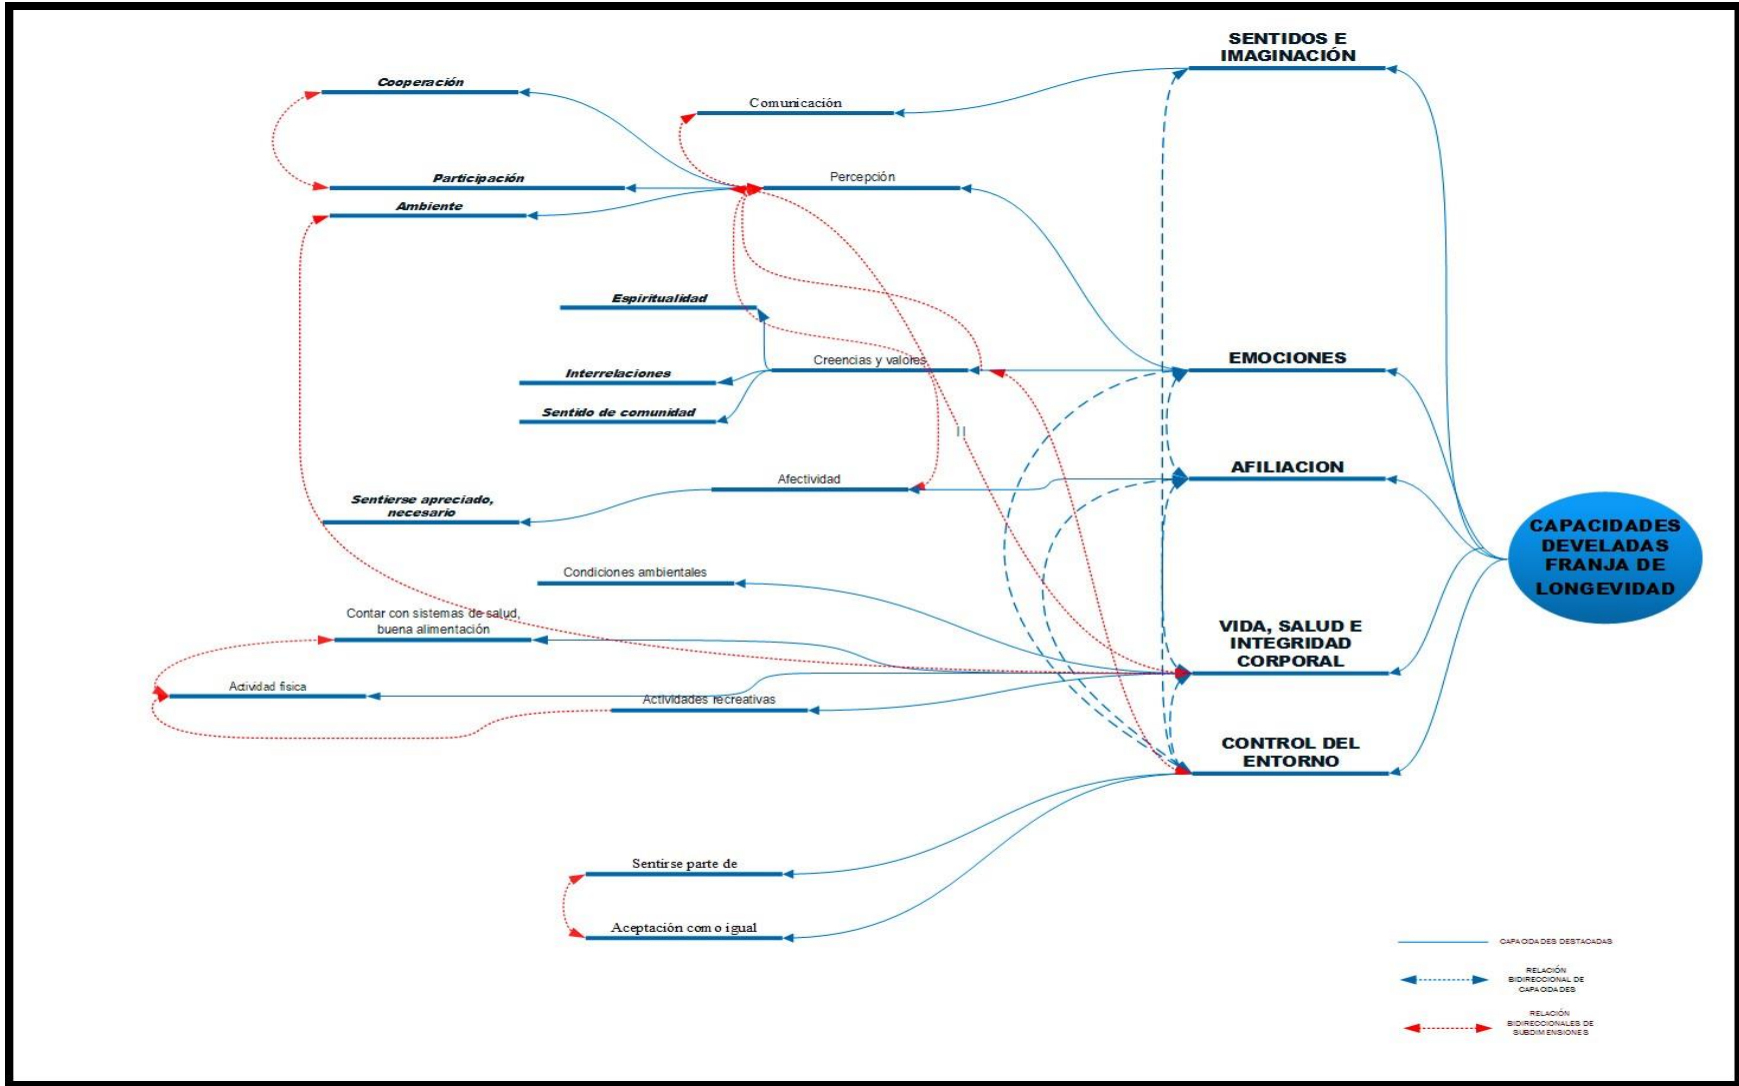 SENTIDOS E
IMAGINACIÓN
Cooperación
Comunicación
Participación
Percepción
Ambiente
Espiritualidad
Creencias y valores
EMOCIONES
Interrelaciones
Sentido de comunidad
AFILIACION
Afectividad
Sentierse apreciado,
necesario
CAPACIDADES
DEVELADAS
FRANJA DE
LONGEVIDAD
Condiciones ambientales
Contar con sistemas de salud,
buena alimentación
VIDA, SALUD E
INTEGRIDAD
CORPORAL
Actividad fisica
Actividades recreativas
CONTROL DEL
ENTORNO
Sentirse parte de
Aceptación como igual
CAPACIDADES DESTACADAS
RELACIÓN
BIDIRECCIONAL DE
CAPACIDADES
RELACIÓN
BIDIRECCIONALES DE
SUBDIMENSIONES